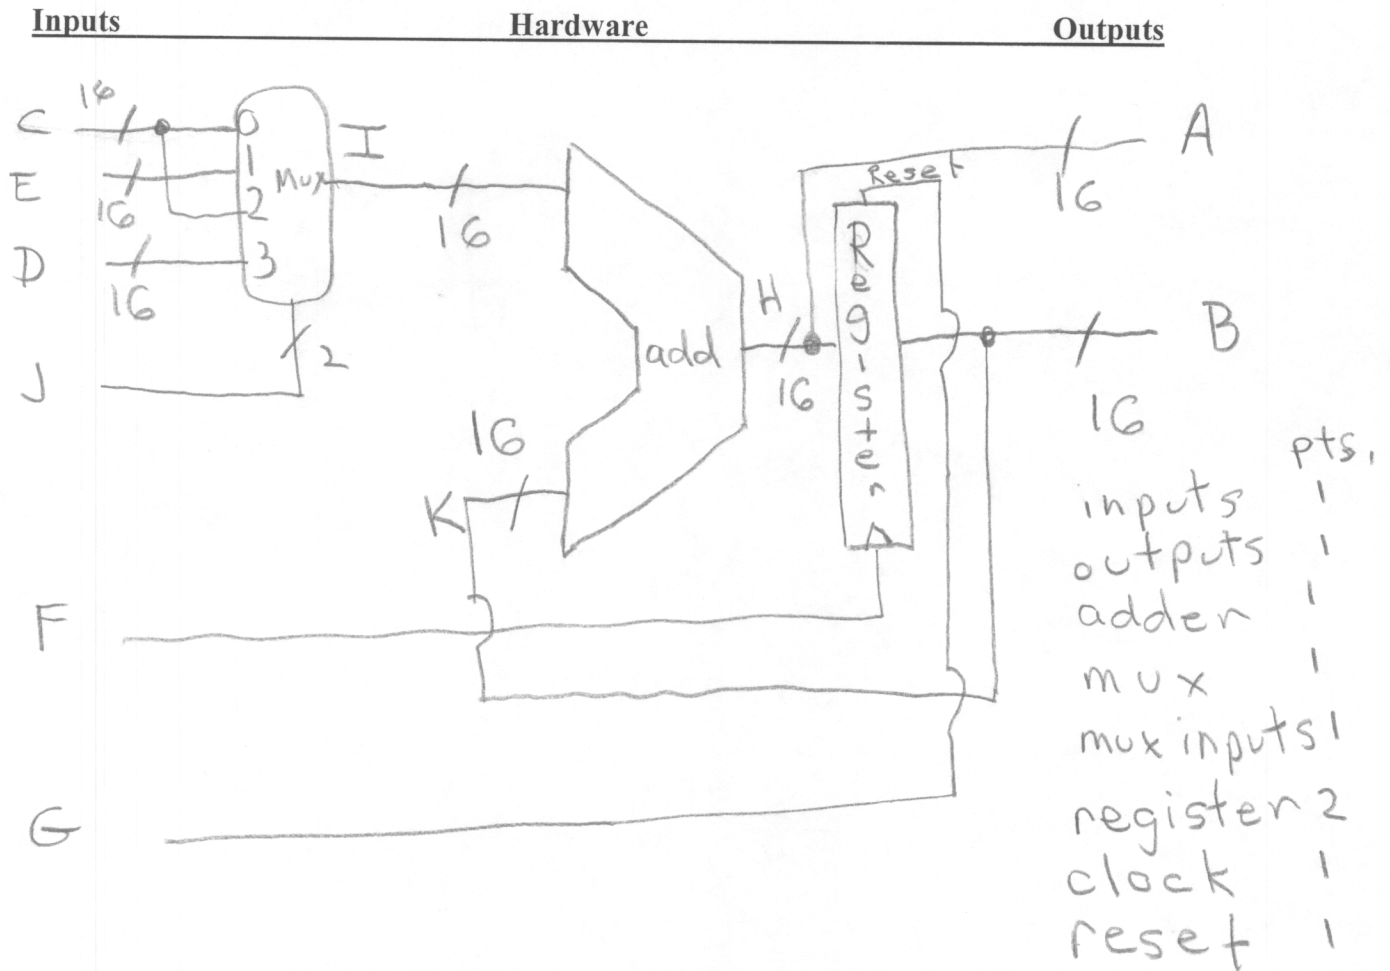 Inputs Hardware Outputs
C 16 0 I A
E 16 1 Mux 16 Reset 16
2
D 16 3
J 2
add H 16 Register B 16
K 16
F
G
pts.
inputs 1
outputs 1
adder 1
mux 1
mux inputs 1
register 2
clock 1
reset 1